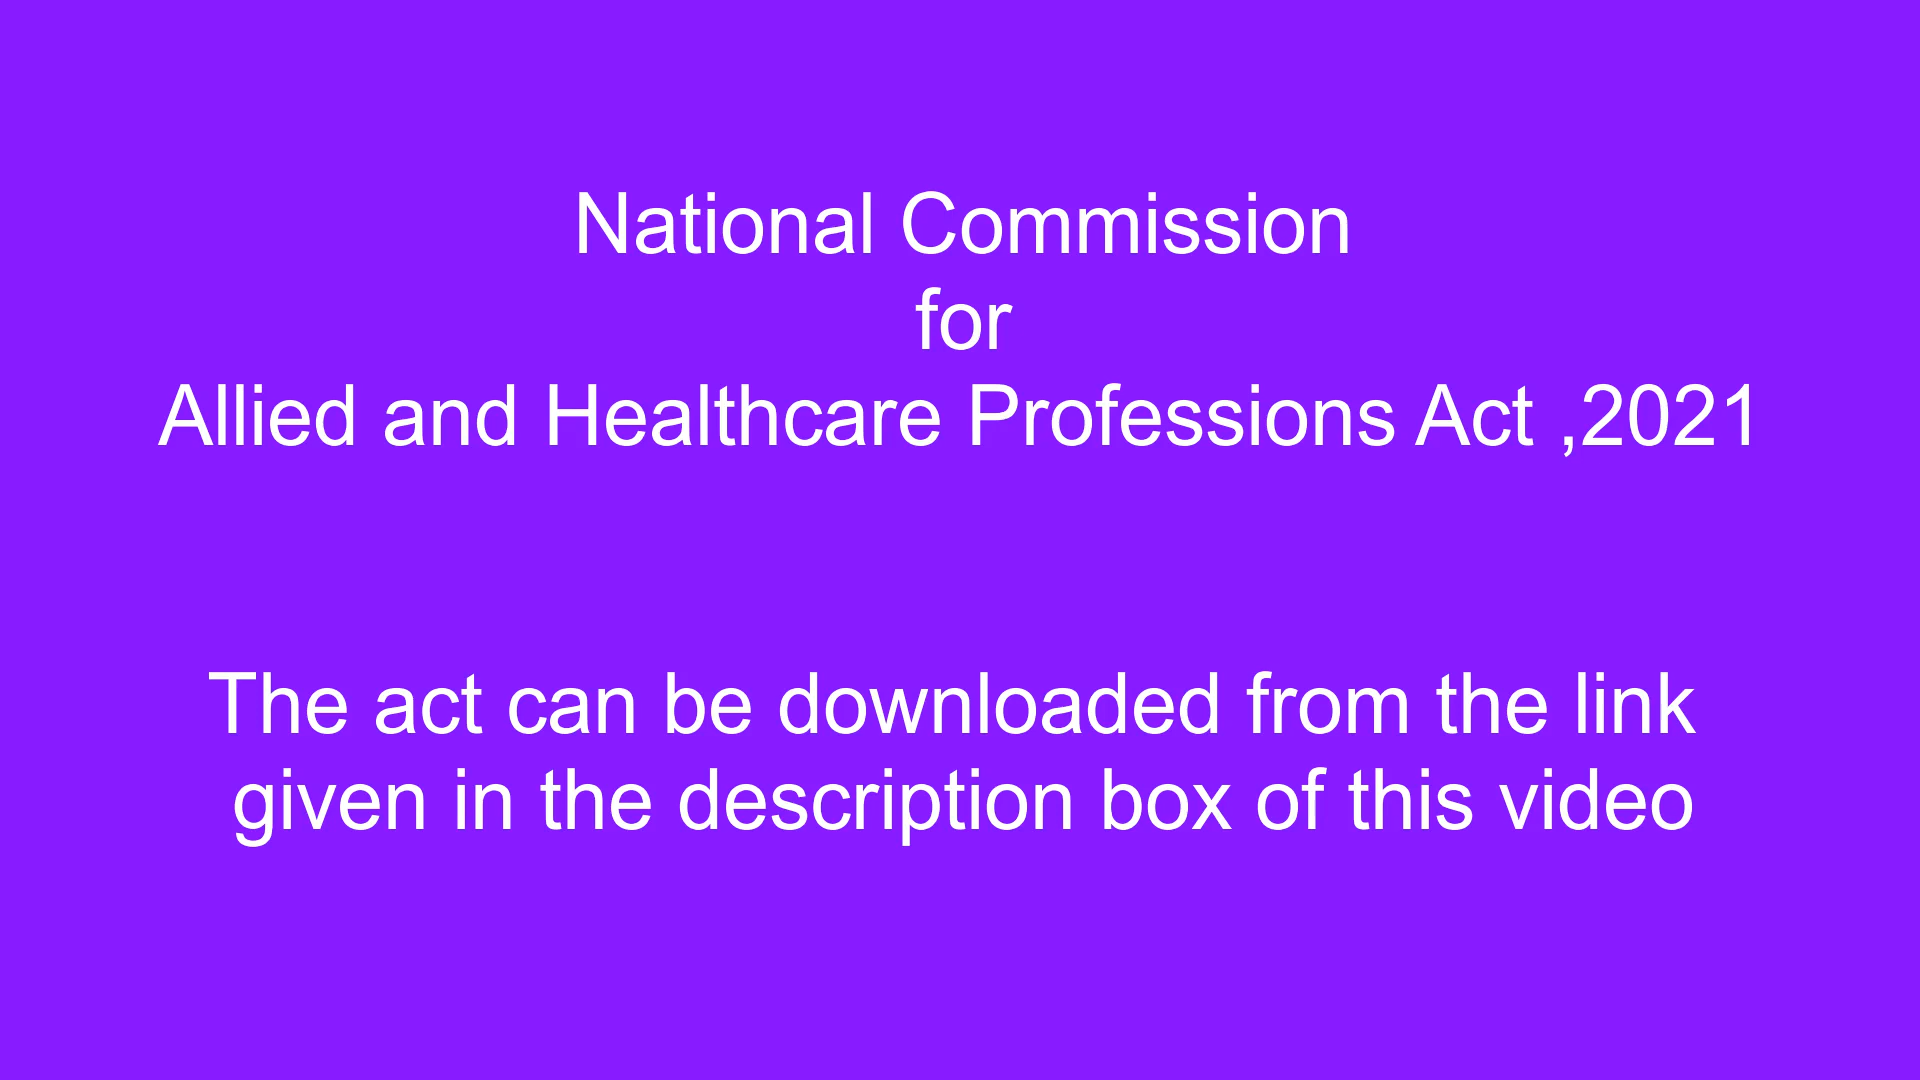 National Commission
for
Allied and Healthcare Professions Act ,2021
The act can be downloaded from the link
given in the description box of this video